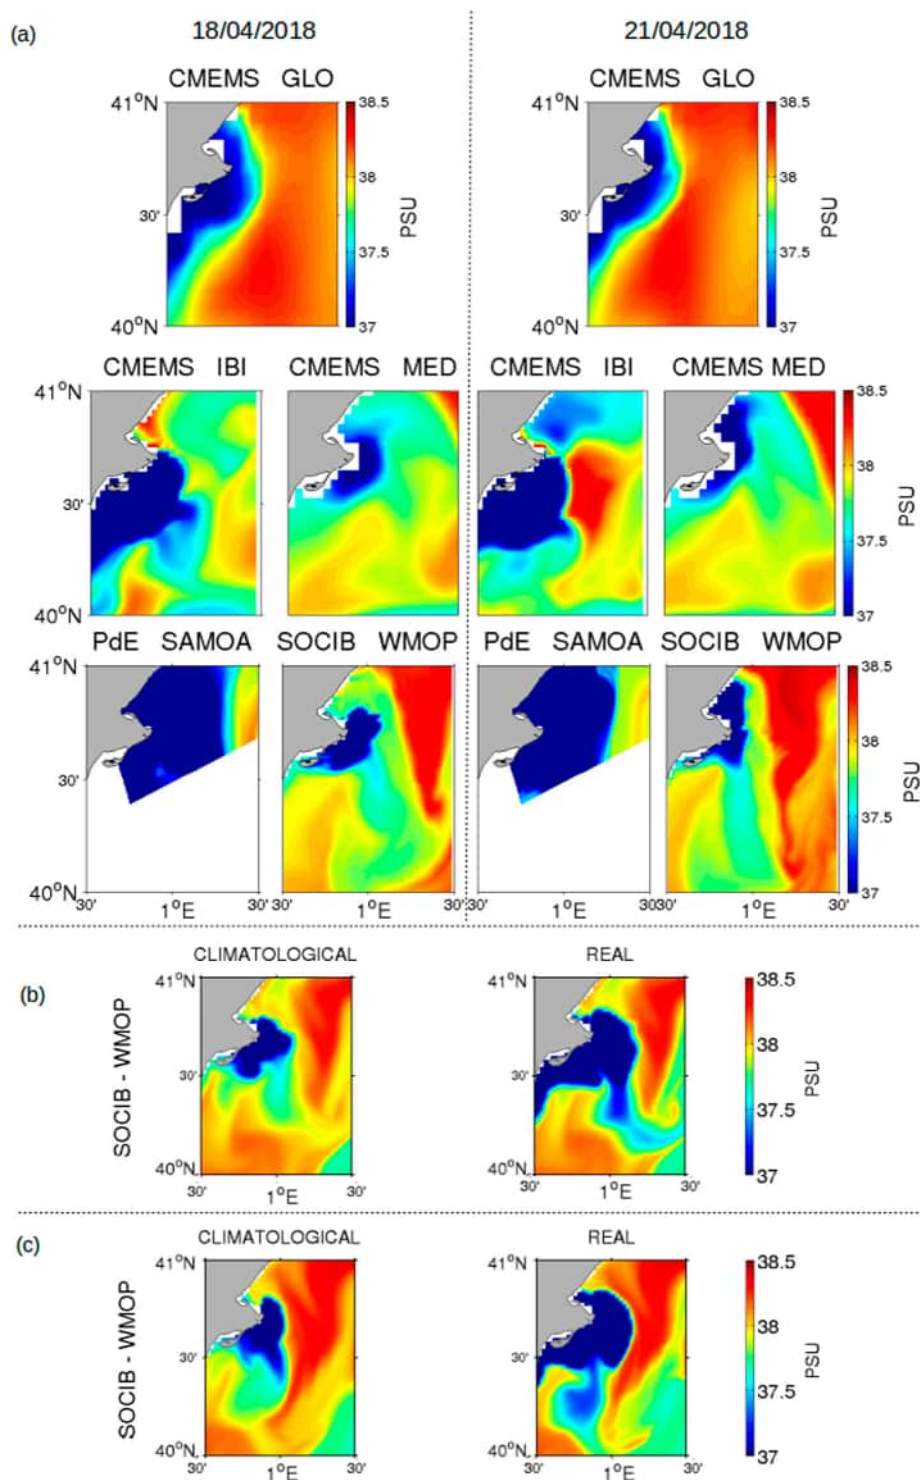 (a)
18/04/2018 21/04/2018
CMEMS GLO CMEMS GLO
41°N 38.5 41°N 38.5
38 38
30' PSU 30' PSU
37.5 37.5
40°N 37 40°N 37
CMEMS IBI CMEMS MED CMEMS IBI CMEMS MED
41°N 38.5
38
30' PSU
37.5
40°N 37
PdE SAMOA SOCIB WMOP PdE SAMOA SOCIB WMOP
41°N 38.5
38
30' PSU
37.5
40°N 37
30' 1°E 30' 1°E 30' 1°E 30' 1°E 30'
(b)
CLIMATOLOGICAL REAL
SOCIB - WMOP
41°N 41°N 38.5
38
30' 30' PSU
37.5
40°N 40°N 37
30' 1°E 30' 30' 1°E 30'
(c)
CLIMATOLOGICAL REAL
SOCIB - WMOP
41°N 41°N 38.5
38
30' 30' PSU
37.5
40°N 40°N 37
30' 1°E 30' 30' 1°E 30'